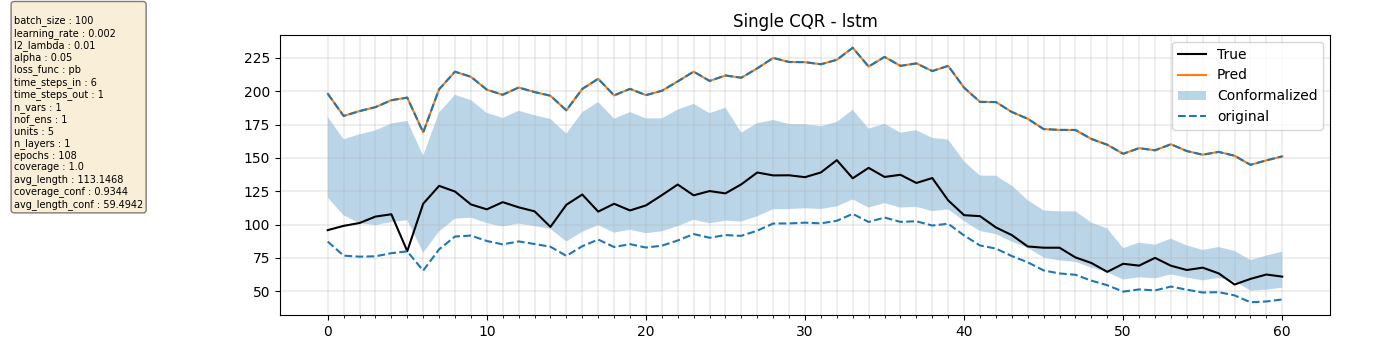 batch_size : 100
learning_rate : 0.002
l2_lambda : 0.01
alpha : 0.05
loss_func : pb
time_steps_in : 6
time_steps_out : 1
n_vars : 1
nof_ens : 1
units : 5
n_layers : 1
epochs : 108
coverage : 1.0
avg_length : 113.1468
coverage_conf : 0.9344
avg_length_conf : 59.4942
Single CQR - lstm
225
200
175
150
125
100
75
50
True
Pred
Conformalized
original
0 10 20 30 40 50 60